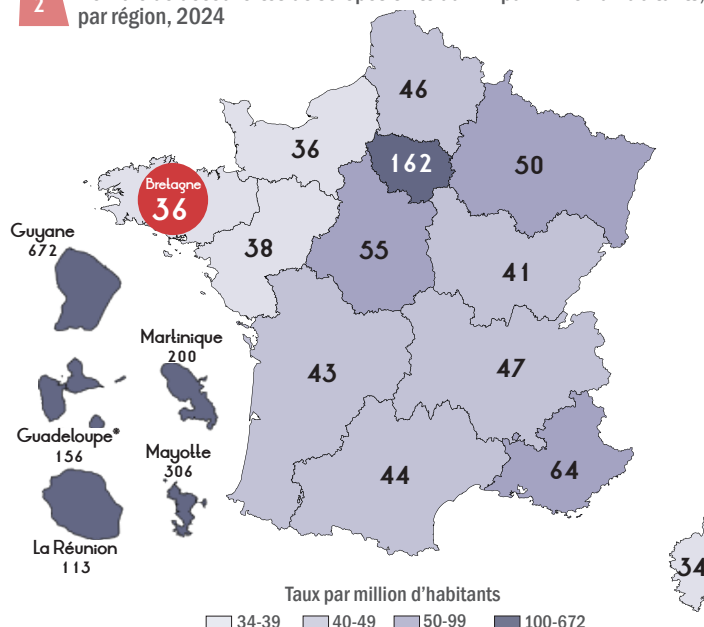 2
par région, 2024
46
36
162
50
Bretagne
36
38
55
41
Guyane
672
Martinique
200
43
47
Guadeloupe*
156
Mayotte
306
44
64
La Réunion
113
34
Taux par million d'habitants
34-39 40-49 50-99 100-672